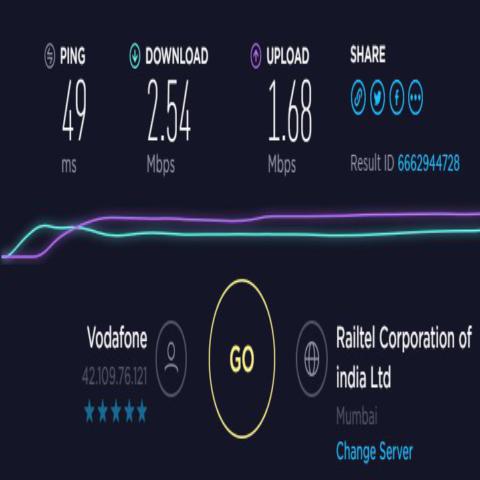 PING
DOWNLOAD
UPLOAD
SHARE
49
2.54
1.68
ms
Mbps
Mbps
Result ID 6662944728
Vodafone
42.109.76.121
GO
Railtel Corporation of
india Ltd
Mumbai
Change Server